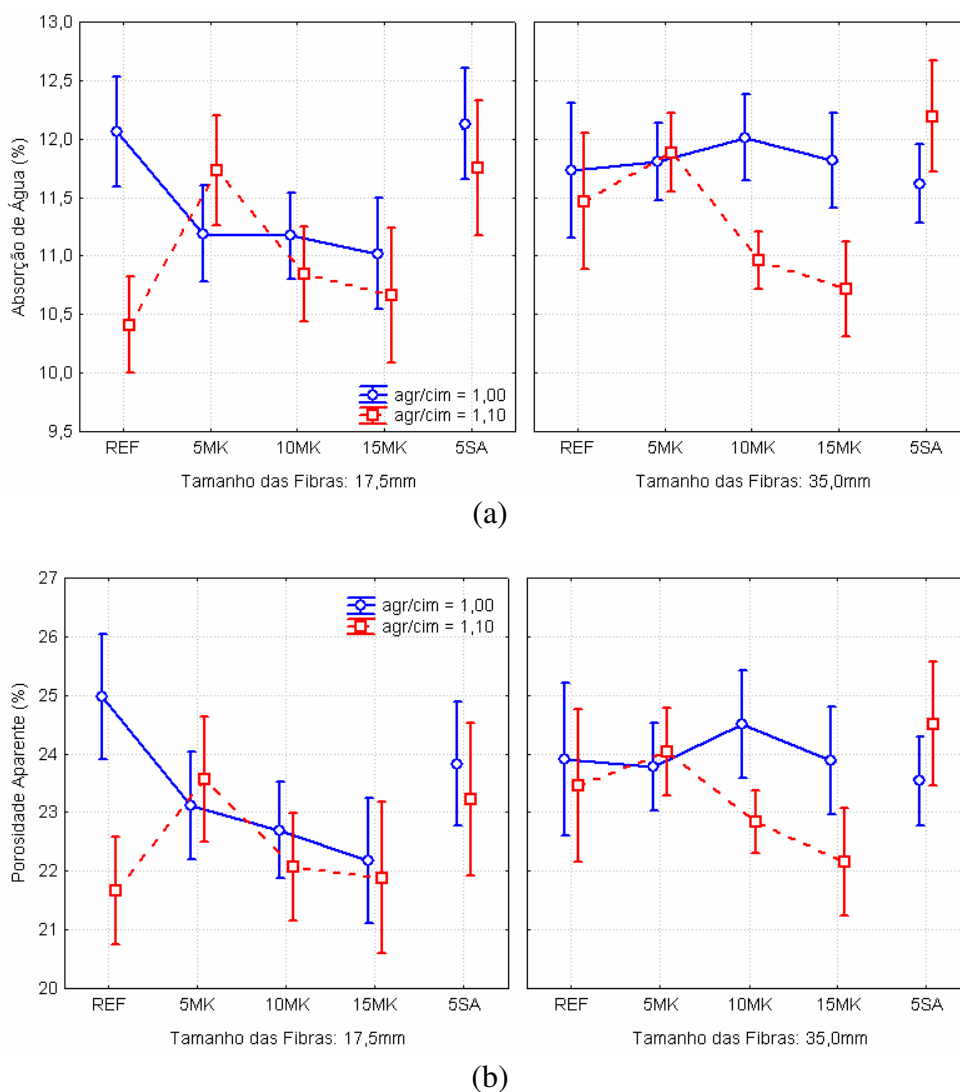 13,0
12,5
12,0
11,5
11,0
10,5
10,0
9,5
Absorção de Água (%)
agr/cim = 1,00
agr/cim = 1,10
REF 5MK 10MK 15MK 5SA
REF 5MK 10MK 15MK 5SA
Tamanho das Fibras: 17,5mm
Tamanho das Fibras: 35,0mm
(a)
27
26
25
24
23
22
21
20
Porosidade Aparente (%)
agr/cim = 1,00
agr/cim = 1,10
REF 5MK 10MK 15MK 5SA
REF 5MK 10MK 15MK 5SA
Tamanho das Fibras: 17,5mm
Tamanho das Fibras: 35,0mm
(b)